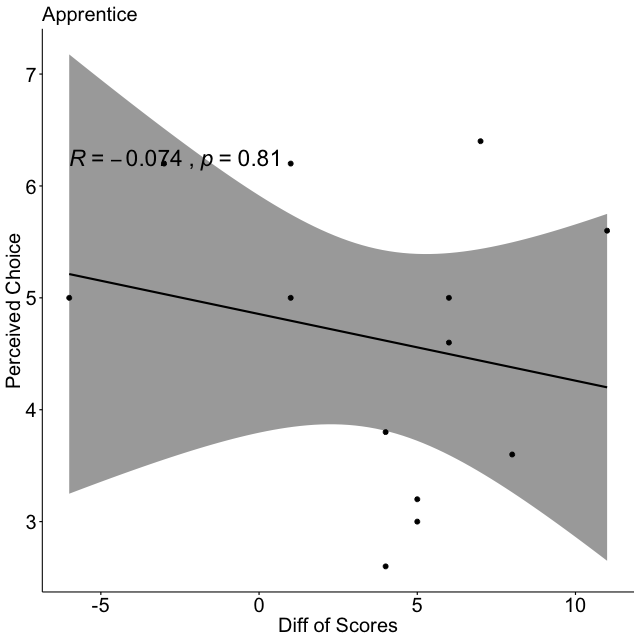 Apprentice
7
R = −0.074 , p = 0.81
6
Perceived Choice
5
4
3
-5 0 5 10
Diff of Scores